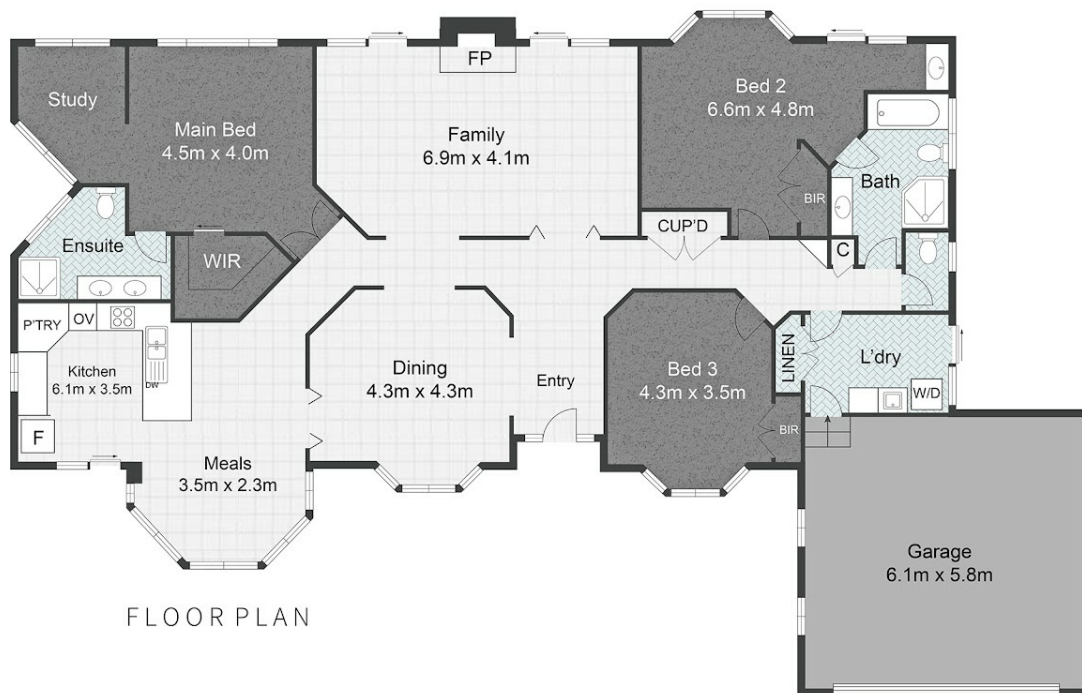 FP
Study
Main Bed
4.5m x 4.0m
Family
6.9m x 4.1m
Bed 2
6.6m x 4.8m
BIR
Bath
Ensuite
WIR
CUP'D
C
P'TRY
OV
Kitchen
6.1m x 3.5m
DW
F
Meals
3.5m x 2.3m
Dining
4.3m x 4.3m
Entry
Bed 3
4.3m x 3.5m
LINEN
BIR
L'dry
W/D
Garage
6.1m x 5.8m
FLOOR PLAN